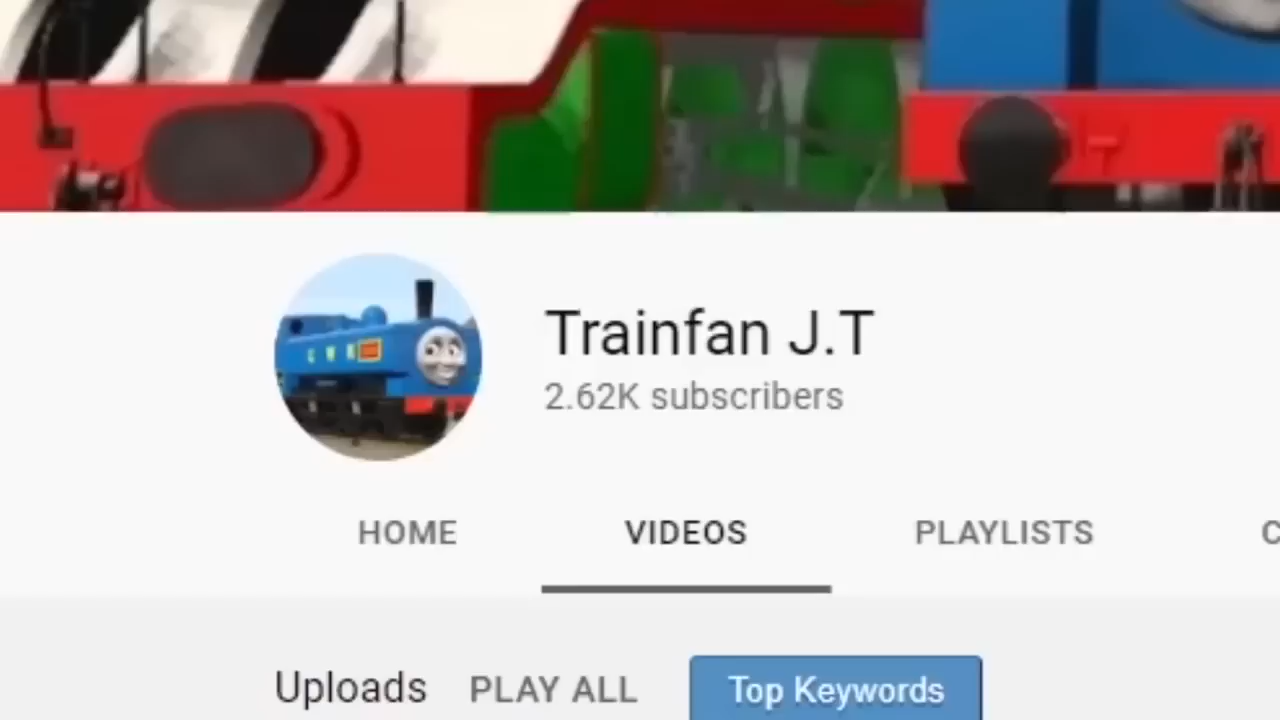 Trainfan J.T
2.62K subscribers
HOME VIDEOS PLAYLISTS C
Uploads PLAY ALL Top Keywords